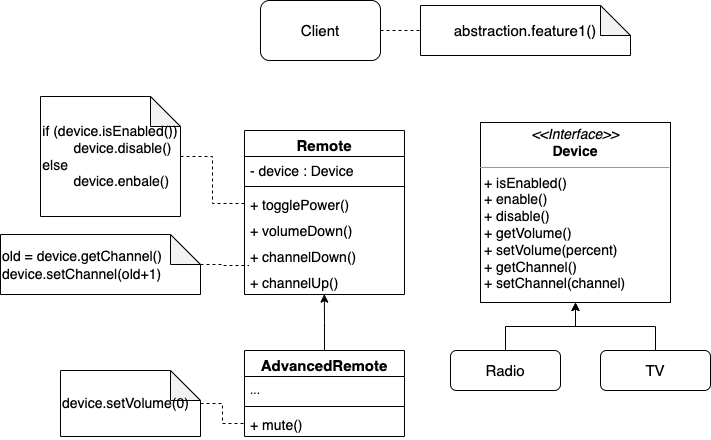 Client
abstraction.feature1()
if (device.isEnabled())
device.disable()
else
device.enbale()
Remote
- device : Device
+ togglePower()
+ volumeDown()
+ channelDown()
+ channelUp()
old = device.getChannel()
device.setChannel(old+1)
<<Interface>>
Device
+ isEnabled()
+ enable()
+ disable()
+ getVolume()
+ setVolume(percent)
+ getChannel()
+ setChannel(channel)
device.setVolume(0)
AdvancedRemote
...
+ mute()
Radio
TV